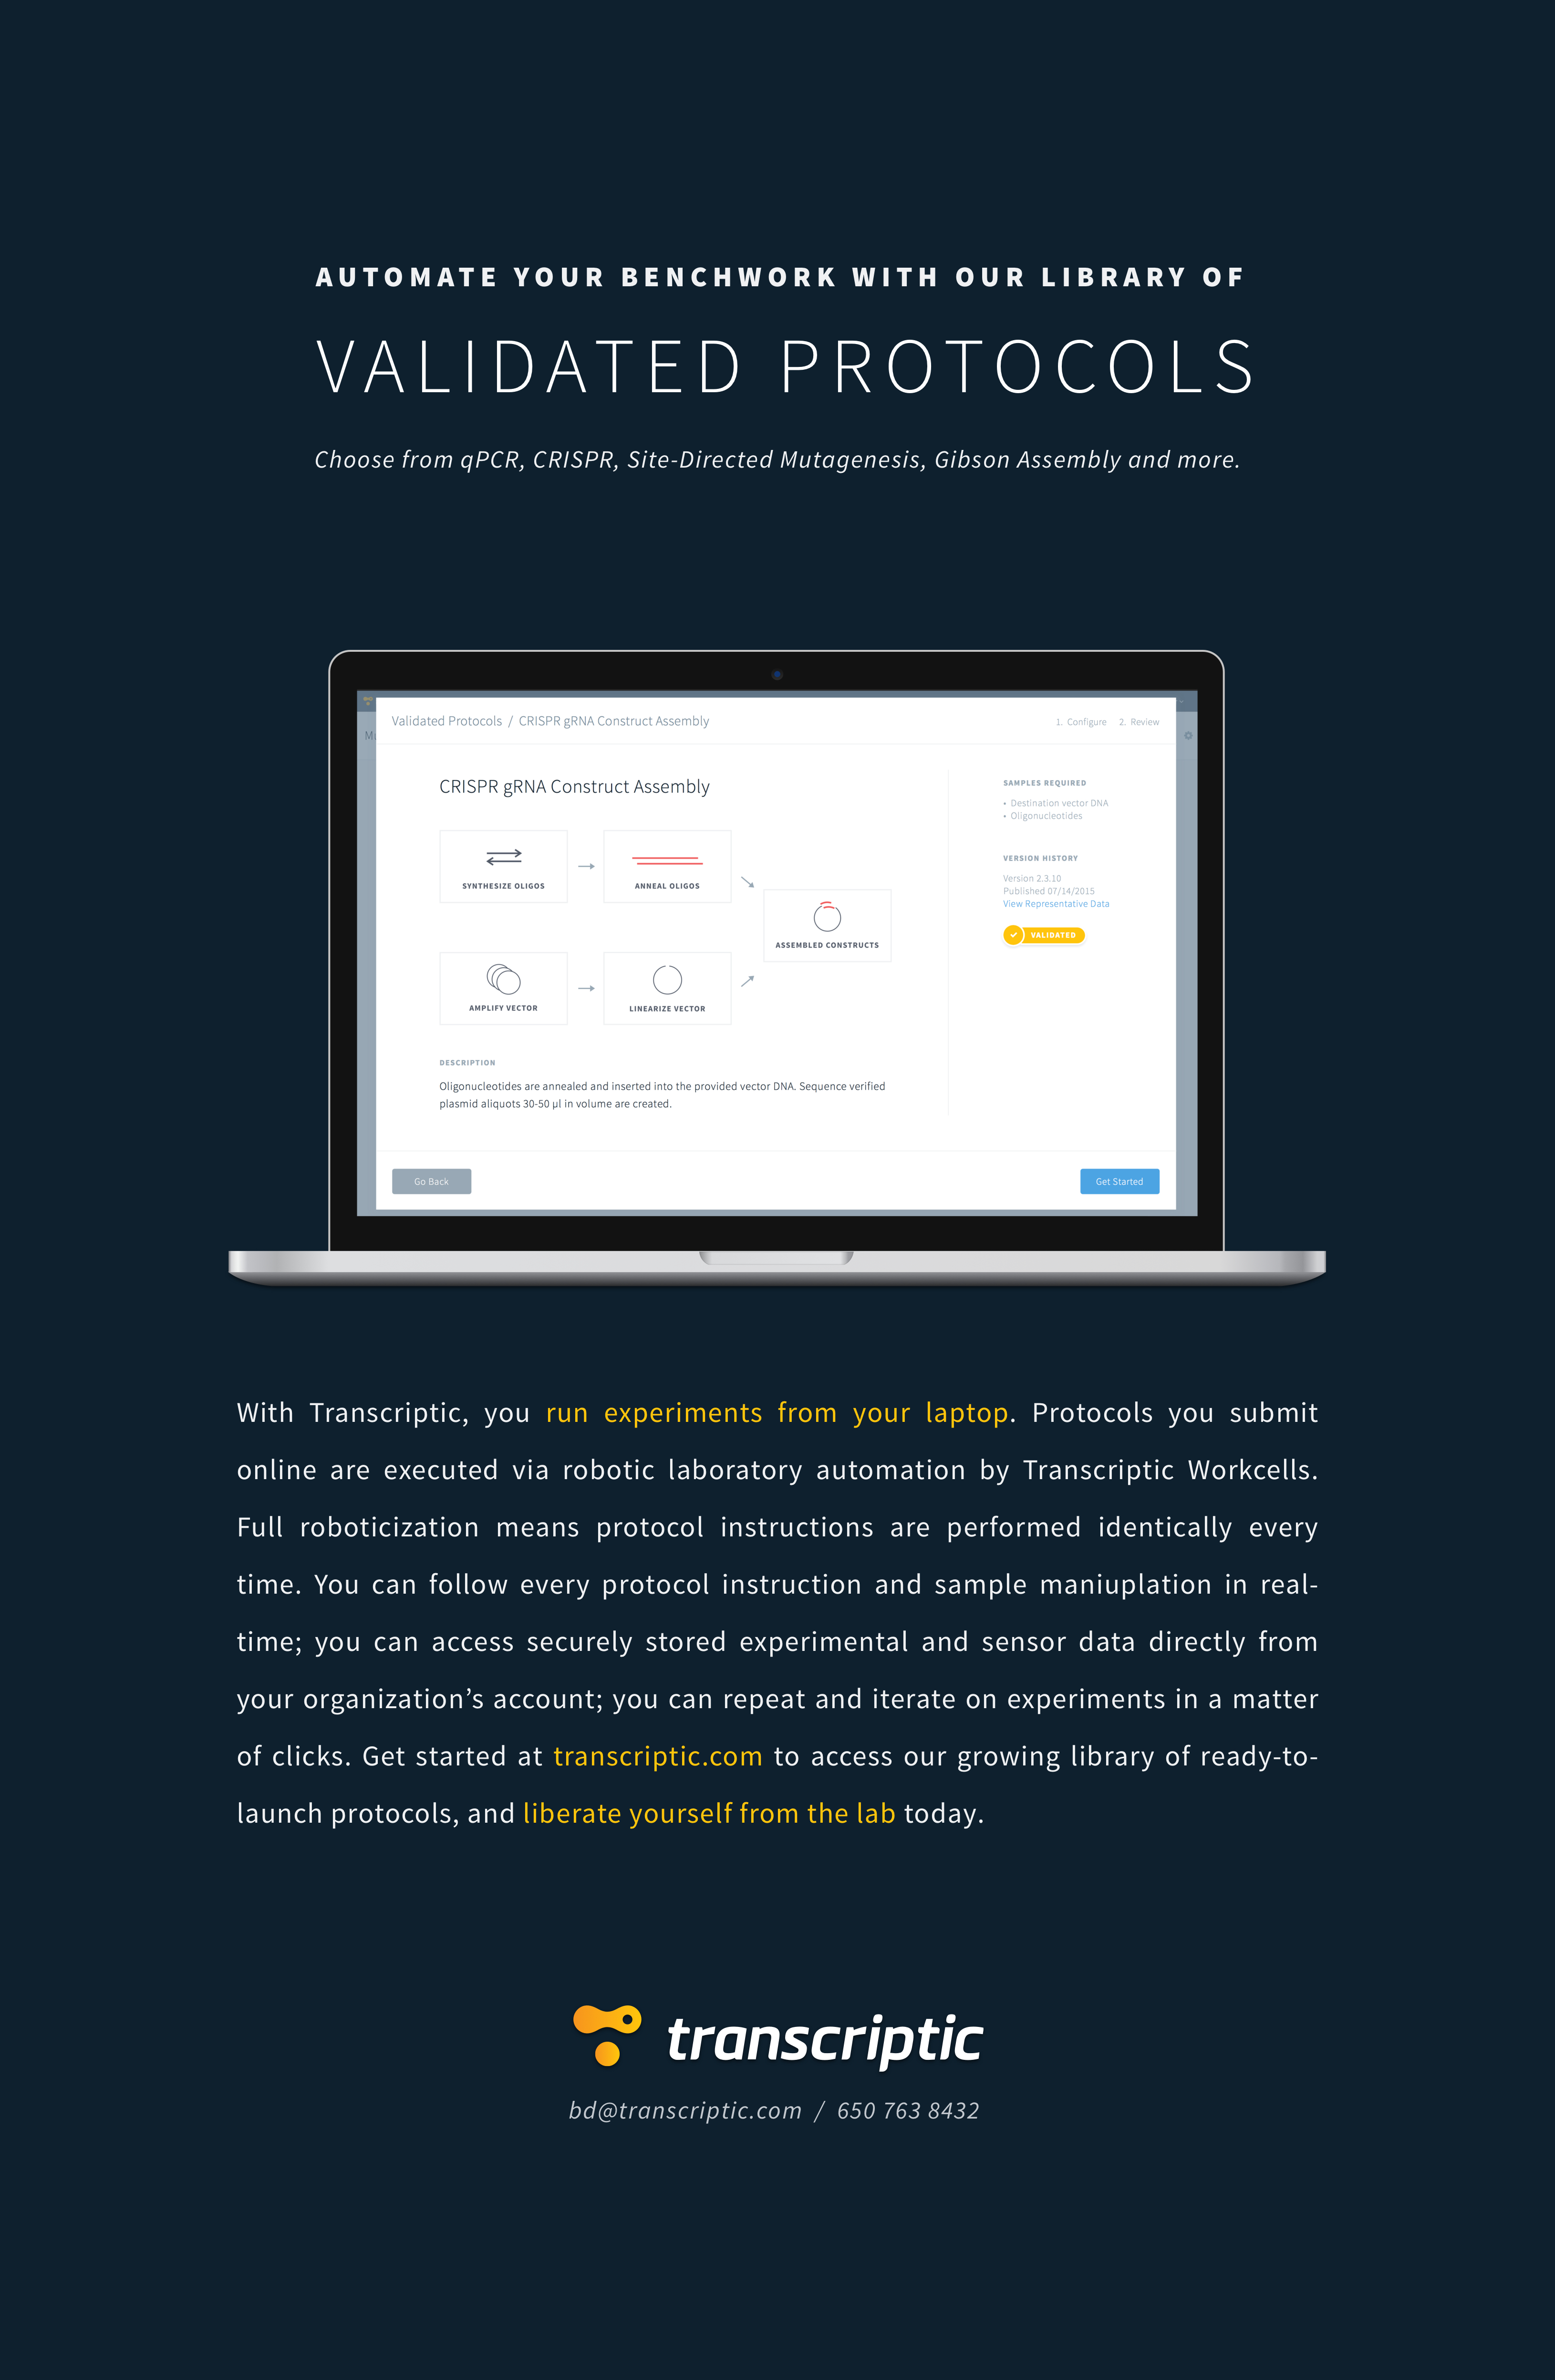 AUTOMATE YOUR BENCHWORK WITH OUR LIBRARY OF
VALIDATED PROTOCOLS
Choose from qPCR, CRISPR, Site-Directed Mutagenesis, Gibson Assembly and more.
Validated Protocols / CRISPR gRNA Construct Assembly
1. Configure 2. Review
CRISPR gRNA Construct Assembly
SYNTHESIZE OLIGOS
ANNEAL OLIGOS
ASSEMBLED CONSTRUCTS
AMPLIFY VECTOR
LINEARIZE VECTOR
DESCRIPTION
Oligonucleotides are annealed and inserted into the provided vector DNA. Sequence verified
plasmid aliquots 30-50 µl in volume are created.
SAMPLES REQUIRED
• Destination vector DNA
• Oligonucleotides
VERSION HISTORY
Version 2.3.10
Published 07/14/2015
View Representative Data
VALIDATED
Go Back
Get Started
With Transcriptic, you run experiments from your laptop. Protocols you submit
online are executed via robotic laboratory automation by Transcriptic Workcells.
Full roboticization means protocol instructions are performed identically every
time. You can follow every protocol instruction and sample maniuplation in real-
time; you can access securely stored experimental and sensor data directly from
your organization’s account; you can repeat and iterate on experiments in a matter
of clicks. Get started at transcriptic.com to access our growing library of ready-to-
launch protocols, and liberate yourself from the lab today.
transcriptic
bd@transcriptic.com / 650 763 8432